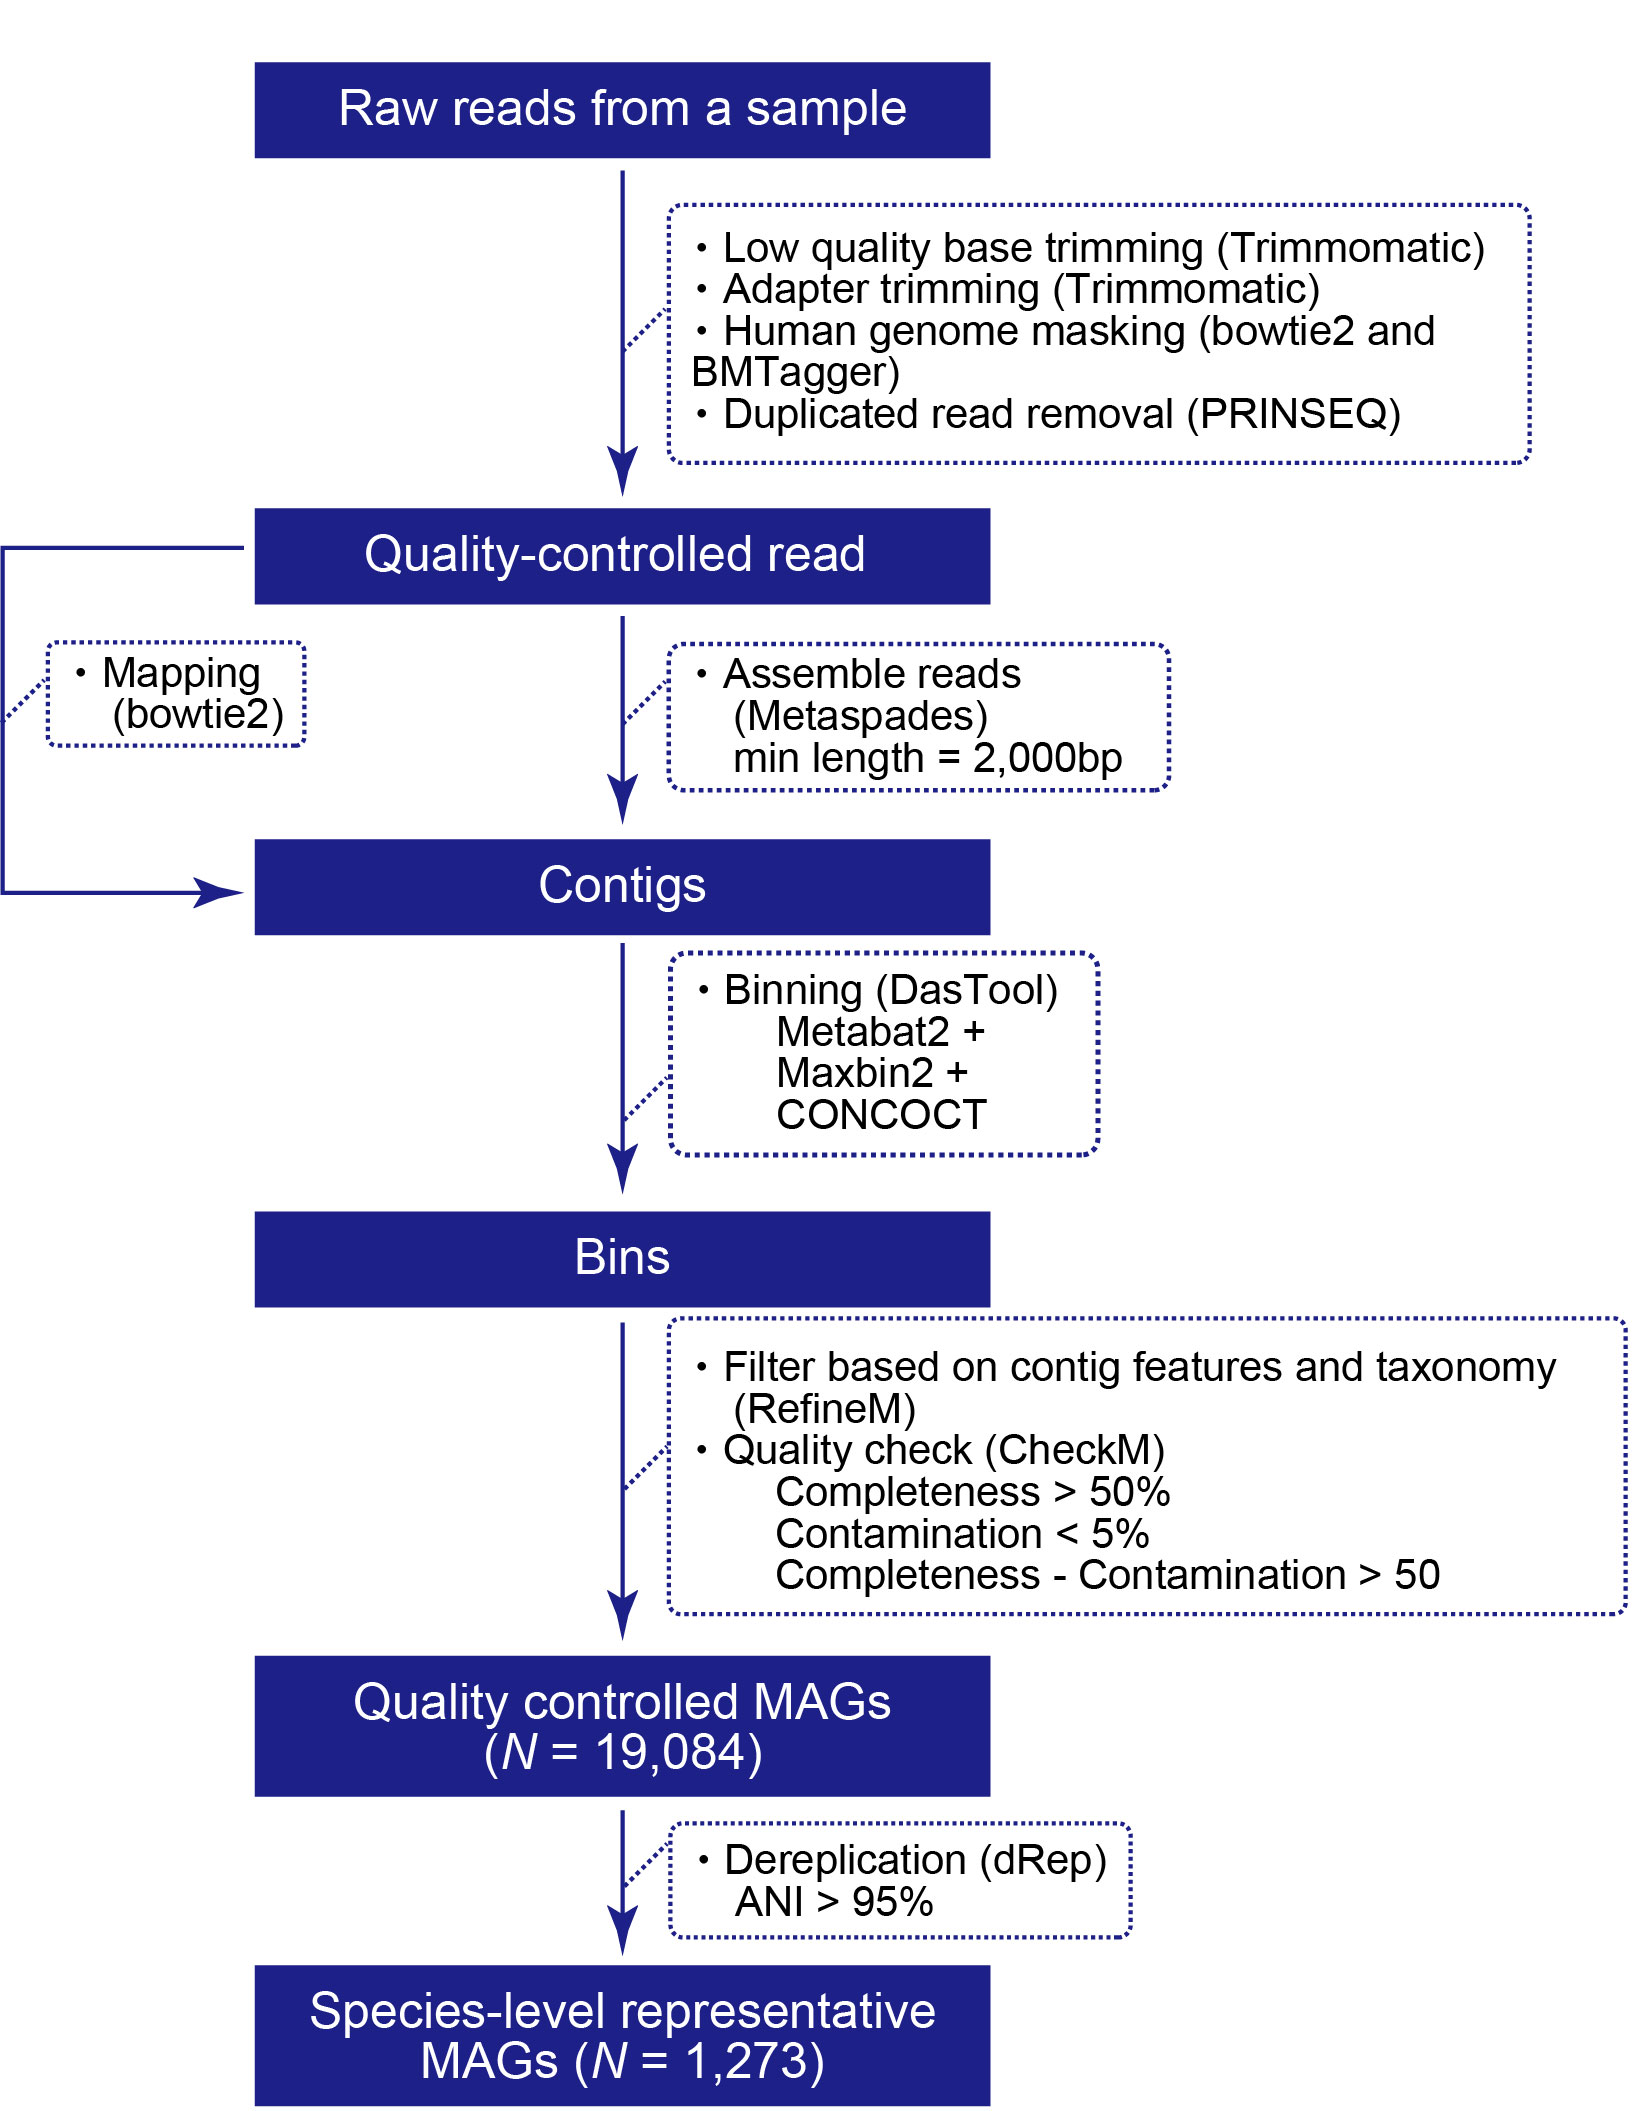 Raw reads from a sample
・Low quality base trimming (Trimmomatic)
・Adapter trimming (Trimmomatic)
・Human genome masking (bowtie2 and
BMTagger)
・Duplicated read removal (PRINSEQ)
Quality-controlled read
・Mapping
(bowtie2)
・Assemble reads
(Metaspades)
min length = 2,000bp
Contigs
・Binning (DasTool)
Metabat2 +
Maxbin2 +
CONCOCT
Bins
・Filter based on contig features and taxonomy
(RefineM)
・Quality check (CheckM)
Completeness > 50%
Contamination < 5%
Completeness - Contamination > 50
Quality controlled MAGs
(N = 19,084)
・Dereplication (dRep)
ANI > 95%
Species-level representative
MAGs (N = 1,273)